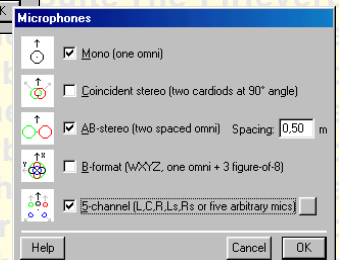 Microphones
Mono (one omni)
Coincident stereo (two cardiods at 90° angle)
AB-stereo (two spaced omni) Spacing: 0,50 m
B-format (WXYZ, one omni + 3 figure-of-8)
5-channel (L,C,R,Ls,Rs or five arbitrary mics)
Help Cancel OK